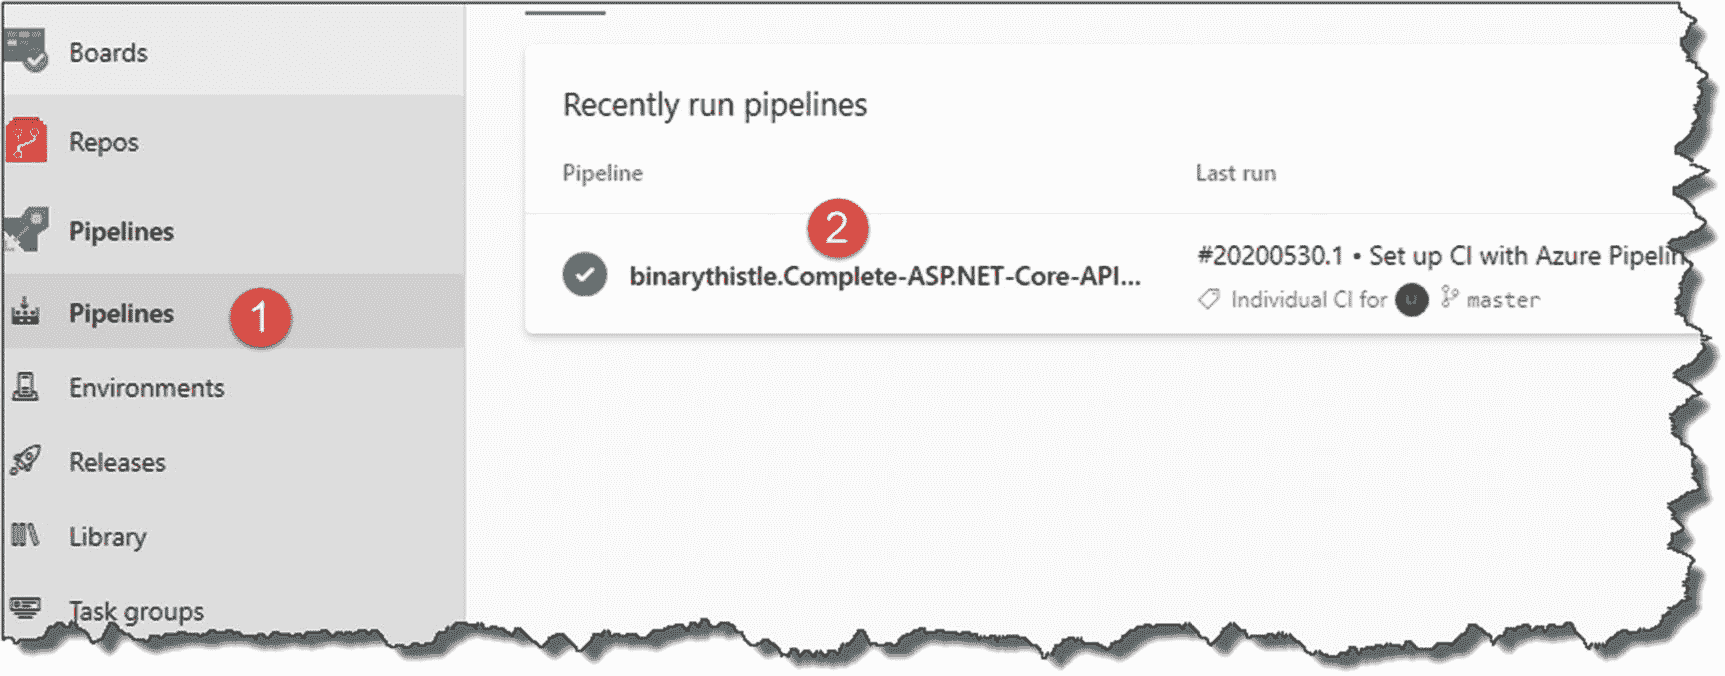 Boards
Repos
Pipelines
Pipelines
1
Environments
Releases
Library
Task groups
Recently run pipelines
Pipeline
Last run
2
binarythistle.Complete-ASP.NET-Core-API...
#20200530.1 • Set up CI with Azure Pipelin
Individual CI for U master